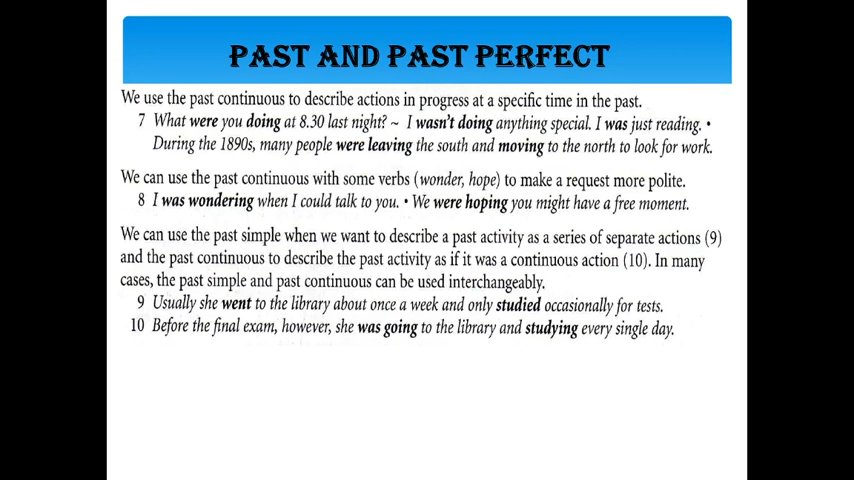 PAST AND PAST PERFECT
We use the past continuous to describe actions in progress at a specific time in the past.
7 What were you doing at 8.30 last night? ~ I wasn't doing anything special. I was just reading. •
During the 1890s, many people were leaving the south and moving to the north to look for work.
We can use the past continuous with some verbs (wonder, hope) to make a request more polite.
8 I was wondering when I could talk to you. • We were hoping you might have a free moment.
We can use the past simple when we want to describe a past activity as a series of separate actions (9)
and the past continuous to describe the past activity as if it was a continuous action (10). In many
cases, the past simple and past continuous can be used interchangeably.
9 Usually she went to the library about once a week and only studied occasionally for tests.
10 Before the final exam, however, she was going to the library and studying every single day.